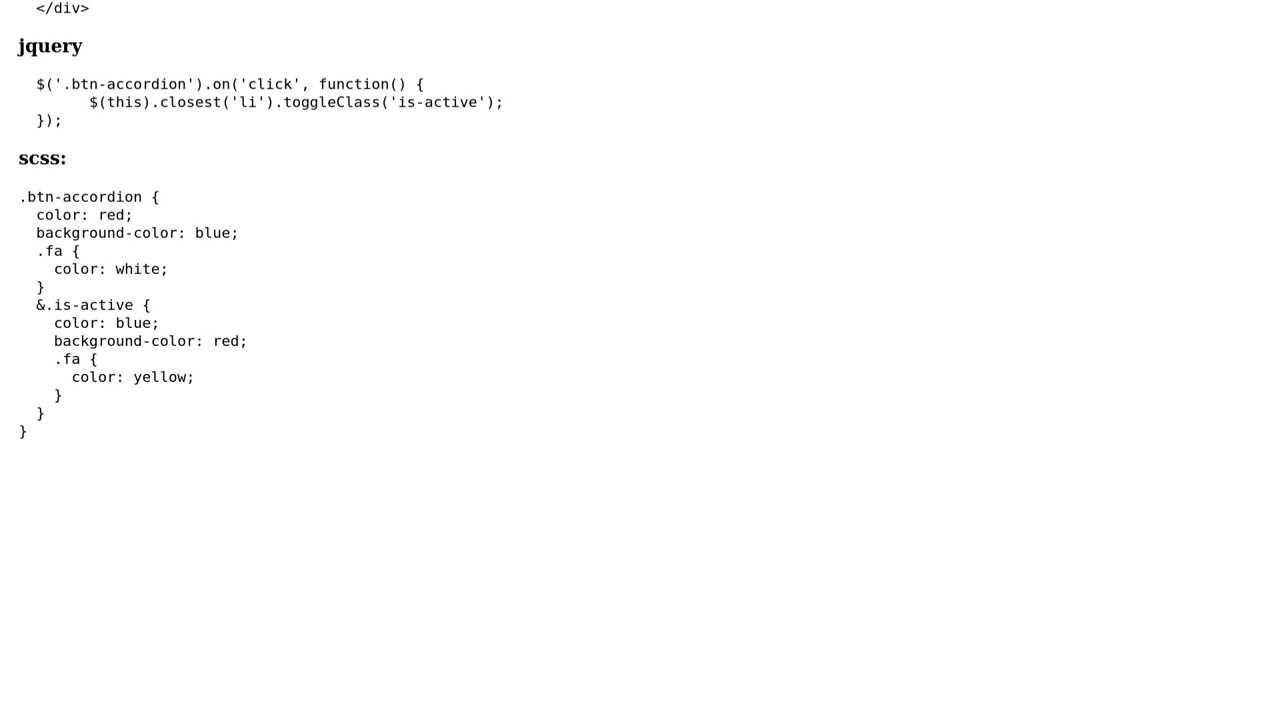 </div>
jquery
$('.btn-accordion').on('click', function() {
$(this).closest('li').toggleClass('is-active');
});
scss:
.btn-accordion {
color: red;
background-color: blue;
.fa {
color: white;
}
&.is-active {
color: blue;
background-color: red;
.fa {
color: yellow;
}
}
}